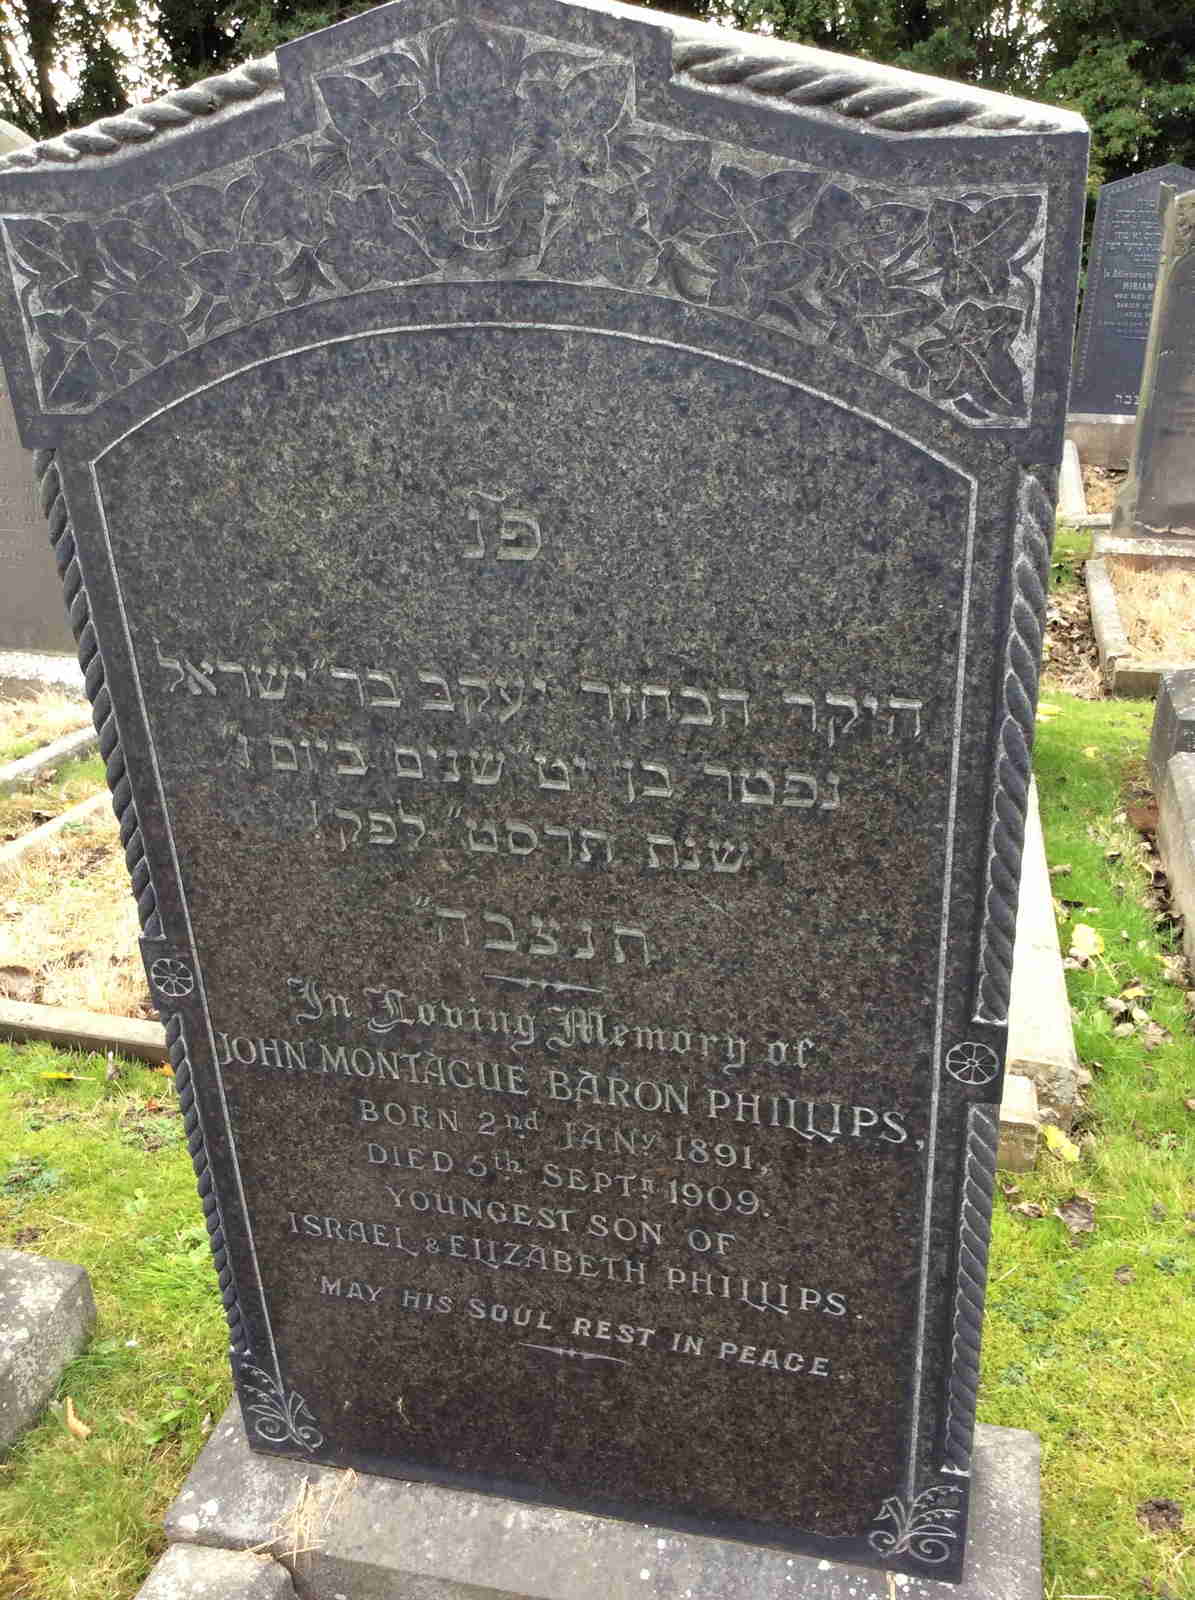 פנ
היקר הבחור יעקב בר״ ישראל
נפטר בן יט״ שנים ביום ג״
שנת תרסט״ לפק׳
תנצבה״
In Loving Memory of
JOHN MONTAGUE BARON PHILLIPS,
BORN 2nd JANY 1891,
DIED 5th SEPTR 1909.
YOUNGEST SON OF
ISRAEL & ELIZABETH PHILLIPS.
MAY HIS SOUL REST IN PEACE.
MIRIAM